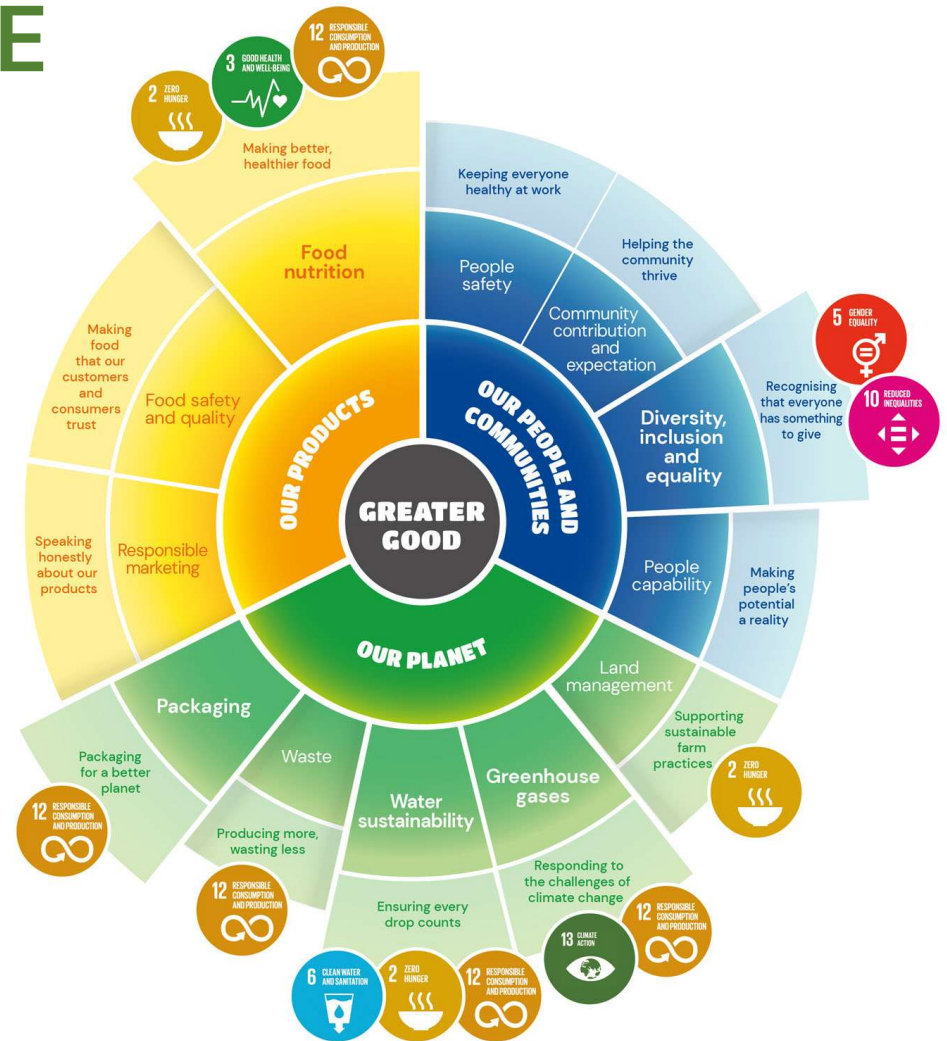 E
12 RESPONSIBLE
CONSUMPTION
AND PRODUCTION
3 GOOD HEALTH
AND WELL-BEING
2 ZERO
HUNGER
Making better,
healthier food
Food
nutrition
Making
food
that our
customers
and
consumers
trust
Food safety
and quality
Speaking
honestly
about our
products
Responsible
marketing
OUR PRODUCTS
Keeping everyone
healthy at work
People
safety
Helping the
community
thrive
Community
contribution
and
expectation
5 GENDER
EQUALITY
10 REDUCED
INEQUALITIES
Recognising
that everyone
has something
to give
Diversity,
inclusion
and
equality
OUR PEOPLE AND
COMMUNITIES
People
capability
Making
people's
potential
a reality
GREATER
GOOD
OUR PLANET
Land
management
Supporting
sustainable
farm
practices
2 ZERO
HUNGER
Greenhouse
gases
Responding to
the challenges of
climate change
13 CLIMATE
ACTION
12 RESPONSIBLE
CONSUMPTION
AND PRODUCTION
Water
sustainability
Ensuring every
drop counts
6 CLEAN WATER
AND SANITATION
2 ZERO
HUNGER
12 RESPONSIBLE
CONSUMPTION
AND PRODUCTION
Waste
Producing more,
wasting less
12 RESPONSIBLE
CONSUMPTION
AND PRODUCTION
Packaging
Packaging
for a better
planet
12 RESPONSIBLE
CONSUMPTION
AND PRODUCTION